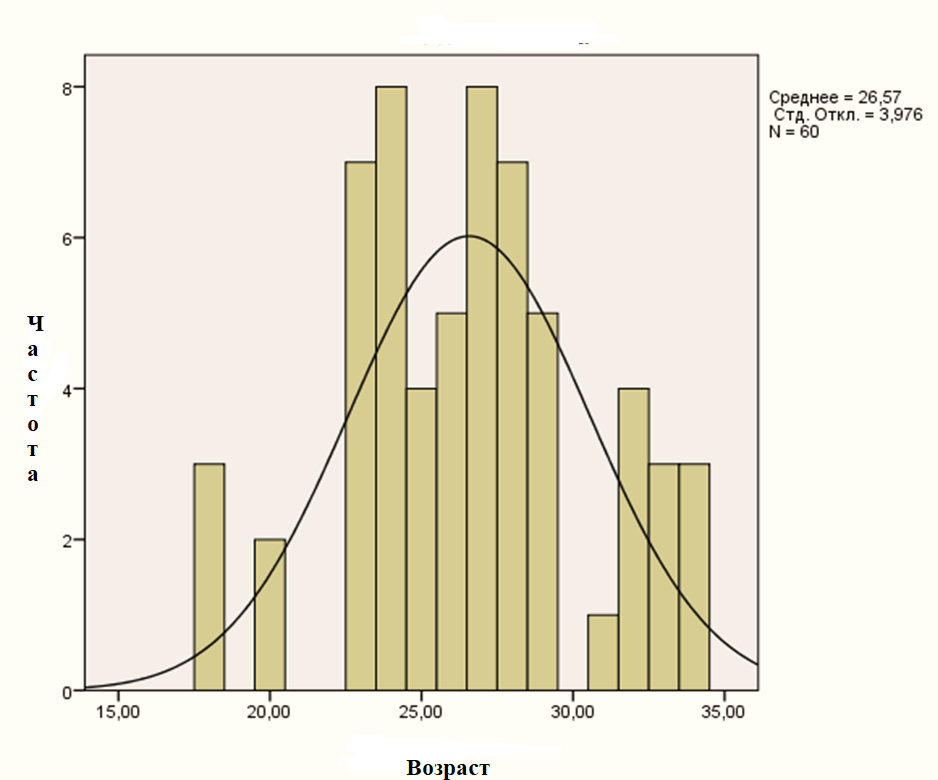 Среднее = 26,57
Стд. Откл. = 3,976
N = 60
8
6
4
2
0
Частота
15,00 20,00 25,00 30,00 35,00
Возраст